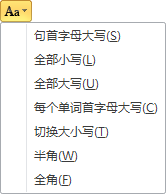 Aa
句首字母大写(S)
全部小写(L)
全部大写(U)
每个单词首字母大写(C)
切换大小写(T)
半角(W)
全角(F)